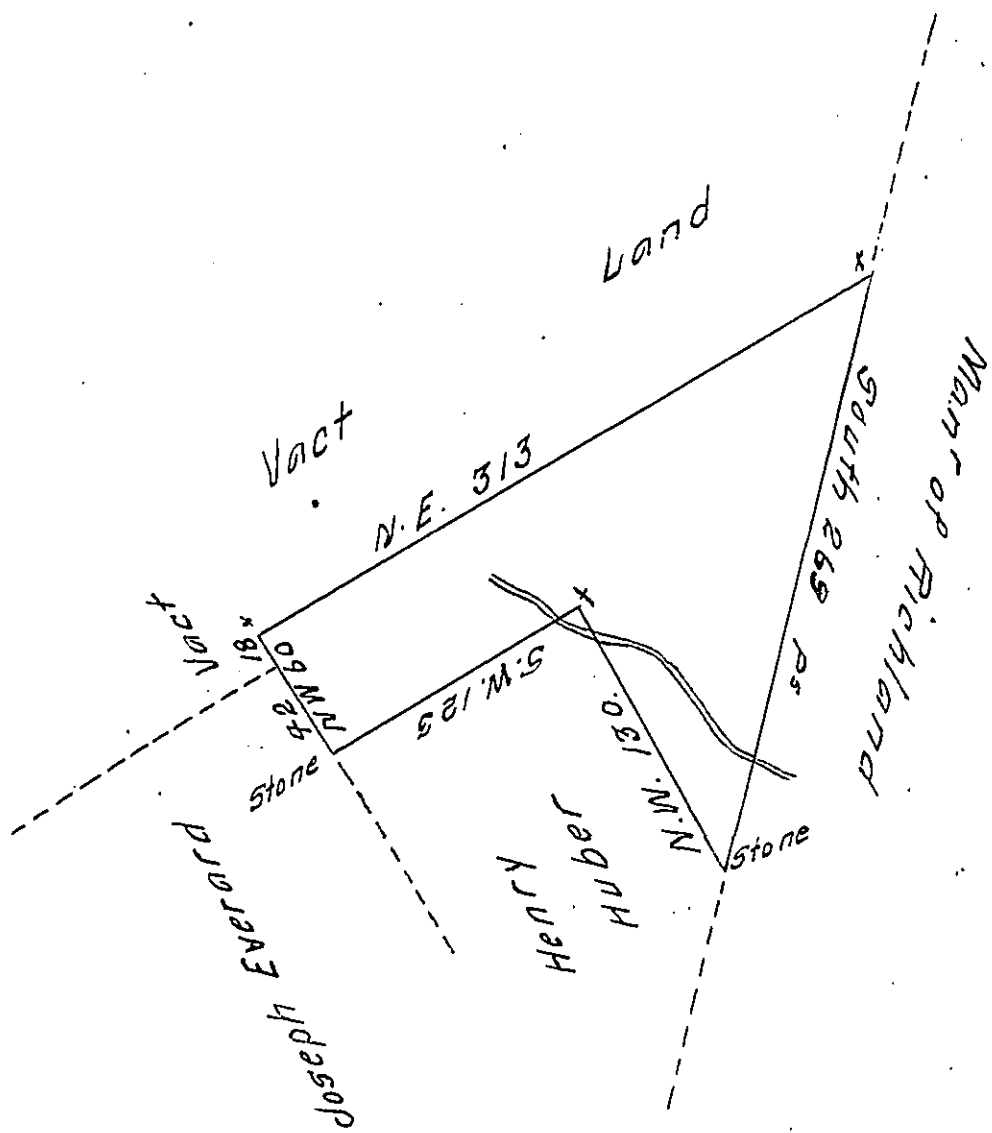 Land
Vact
N.E. 313
South 269 ps
Manr of Richland
Vact
18
42
NW 60
S.W. 123
N.W. 130.
Stone
Stone
Henry
Huber
Joseph Everard